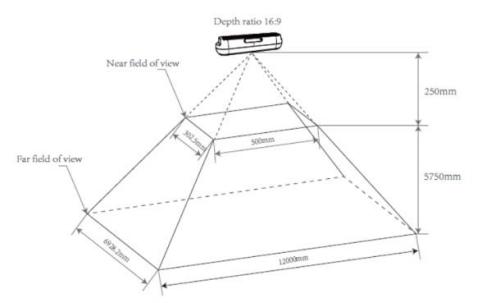 Depth ratio 16:9
Near field of view
250mm
302.5mm
500mm
Far field of view
5750mm
6928.2mm
12000mm